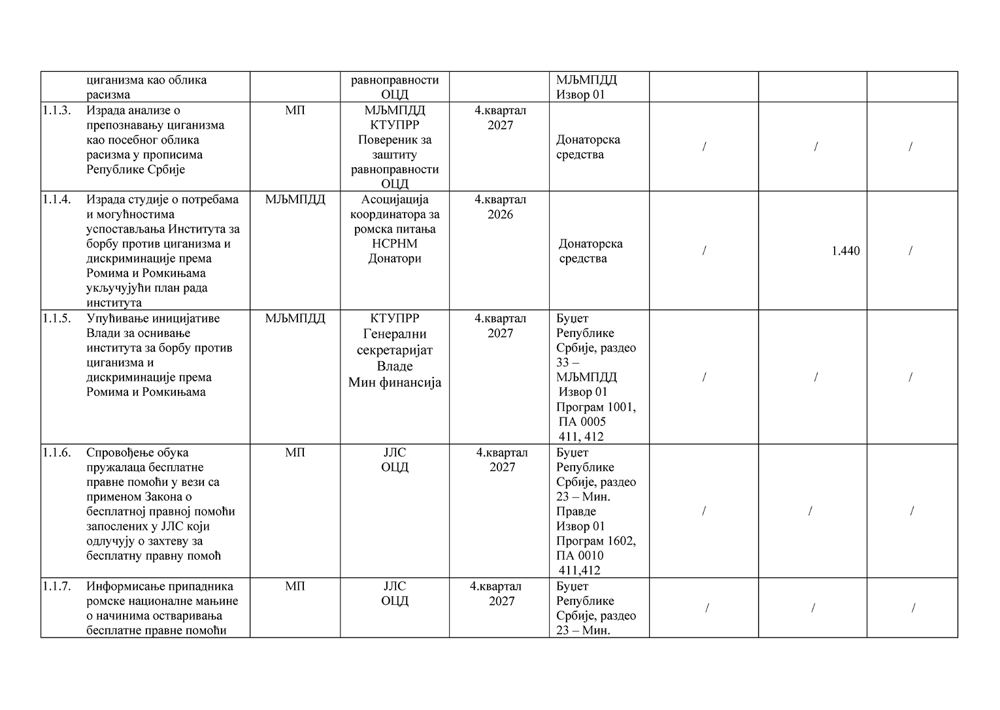 циганизма као облика
расизма
равноправности
ОЦД
МЉМПДД
Извор 01
1.1.3.
Израда анализе о
препознавању циганизма
као посебног облика
расизма у прописима
Републике Србије
МП
МЉМПДД
КТУПРР
Повереник за
заштиту
равноправности
ОЦД
4.квартал
2027
Донаторска
средства
/
/
/
1.1.4.
Израда студије о потребама
и могућностима
успостављања Института за
борбу против циганизма и
дискриминације према
Ромима и Ромкињама
укључујући план рада
института
МЉМПДД
Асоцијација
координатора за
ромска питања
НСРНМ
Донатори
4.квартал
2026
Донаторска
средства
/
1.440
/
1.1.5.
Упућивање иницијативе
Влади за оснивање
института за борбу против
циганизма и
дискриминације према
Ромима и Ромкињама
МЉМПДД
КТУПРР
Генерални
секретаријат
Владе
Мин финансија
4.квартал
2027
Буџет
Републике
Србије, раздео
33 –
МЉМПДД
Извор 01
Програм 1001,
ПА 0005
411, 412
/
/
/
1.1.6.
Спровођење обука
пружалаца бесплатне
правне помоћи у вези са
применом Закона о
бесплатној правној помоћи
запослених у ЈЛС који
одлучују о захтеву за
бесплатну правну помоћ
МП
ЈЛС
ОЦД
4.квартал
2027
Буџет
Републике
Србије, раздео
23 – Мин.
Правде
Извор 01
Програм 1602,
ПА 0010
411,412
/
/
/
1.1.7.
Информисање припадника
ромске националне мањине
о начинима остваривања
бесплатне правне помоћи
МП
ЈЛС
ОЦД
4.квартал
2027
Буџет
Републике
Србије, раздео
23 – Мин.
/
/
/